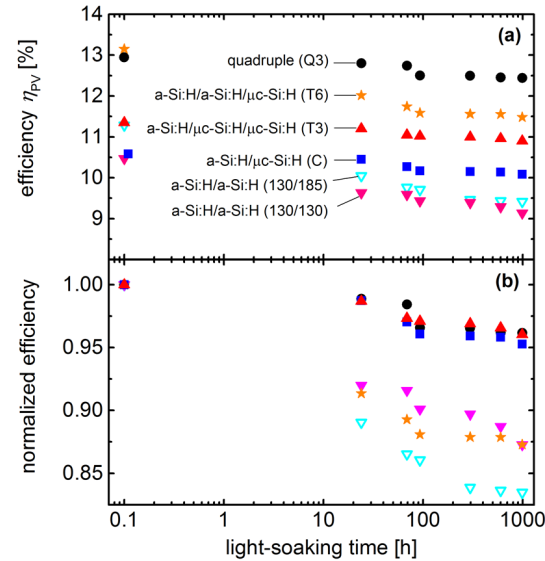 14
(a)
13
quadruple (Q3)
12
a-Si:H/a-Si:H/μc-Si:H (T6)
11
a-Si:H/μc-Si:H/μc-Si:H (T3)
a-Si:H/μc-Si:H (C)
10
a-Si:H/a-Si:H (130/185)
9
a-Si:H/a-Si:H (130/130)
efficiency ηPV [%]
(b)
1.00
0.95
0.90
0.85
normalized efficiency
0.1 1 10 100 1000
light-soaking time [h]